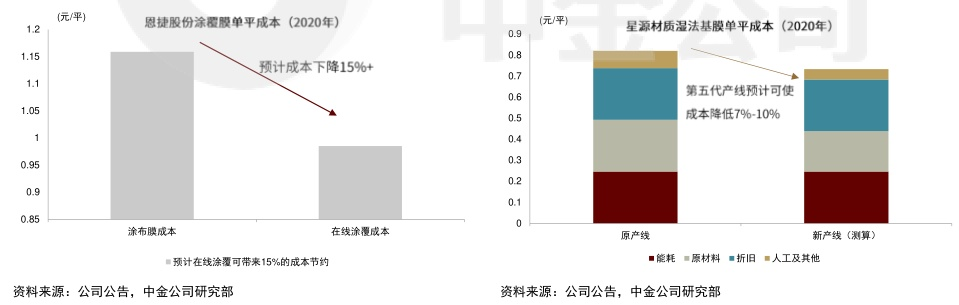 恩捷股份涂覆膜单平成本（2020年）
(元/平)
1.2
1.15
1.1
1.05
1
0.95
0.9
0.85
预计成本下降15%+
涂布膜成本
在线涂覆成本
预计在线涂覆可带来15%的成本节约
资料来源：公司公告，中金公司研究部
星源材质湿法基膜单平成本（2020年）
(元/平)
0.9
0.8
0.7
0.6
0.5
0.4
0.3
0.2
0.1
0
第五代产线预计可使
成本降低7%-10%
原产线
新产线（测算）
能耗 原材料 折旧 人工及其他
资料来源：公司公告，中金公司研究部
中金公司